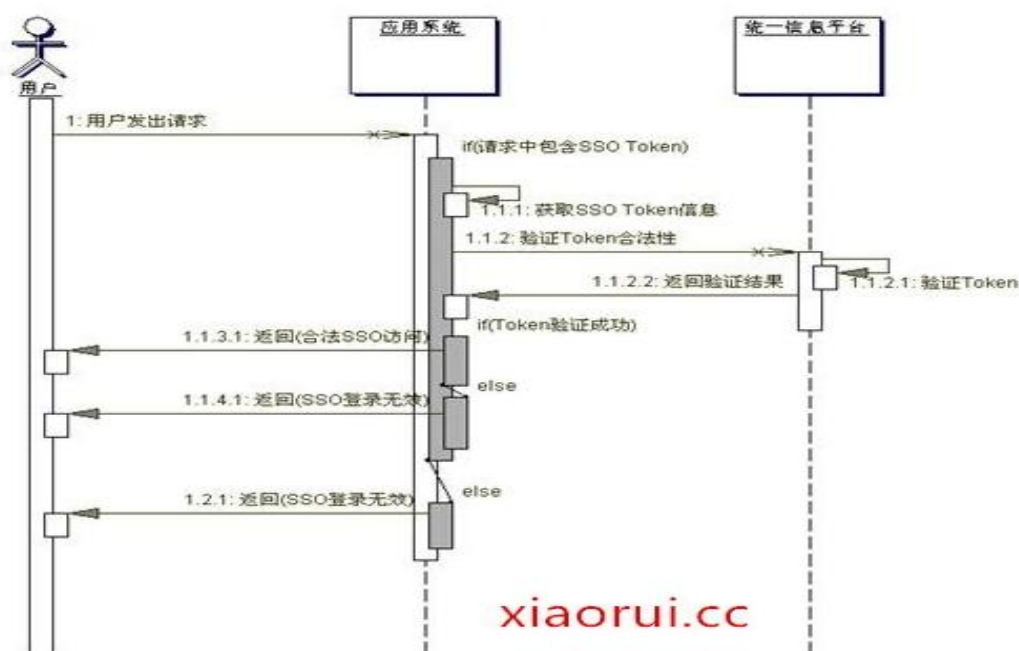 应用系统
统一信息平台
用户
1: 用户发出请求
if(请求中包含SSO Token)
1.1.1: 获取SSO Token信息
1.1.2: 验证Token合法性
1.1.2.1: 验证Token
1.1.2.2: 返回验证结果
if(Token验证成功)
1.1.3.1: 返回(合法SSO访问)
else
1.1.4.1: 返回(SSO登录无效)
else
1.2.1: 返回(SSO登录无效)
xiaorui.cc